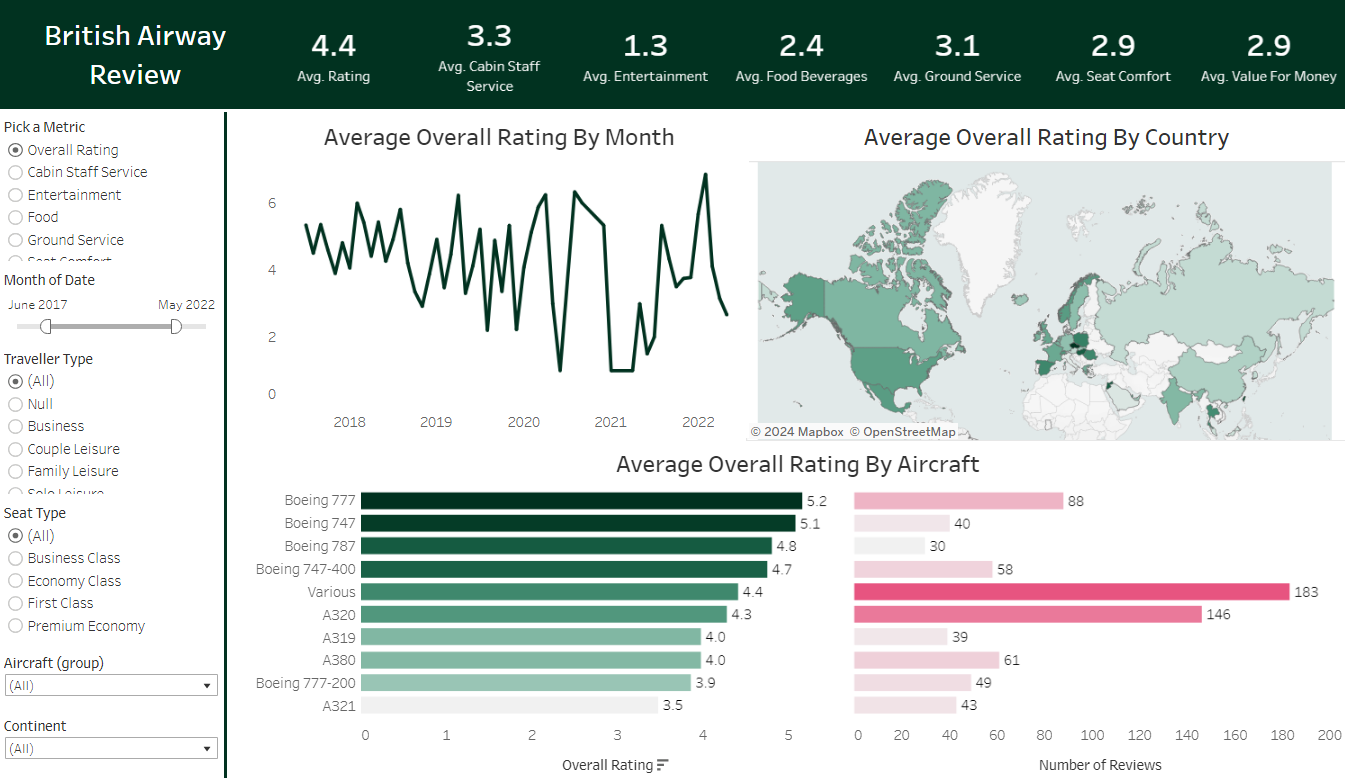 British Airway
Review
4.4
Avg. Rating
3.3
Avg. Cabin Staff
Service
1.3
Avg. Entertainment
2.4
Avg. Food Beverages
3.1
Avg. Ground Service
2.9
Avg. Seat Comfort
2.9
Avg. Value For Money
Pick a Metric
Overall Rating
Cabin Staff Service
Entertainment
Food
Ground Service
Seat Comfort
Month of Date
June 2017
May 2022
Traveller Type
(All)
Null
Business
Couple Leisure
Family Leisure
Solo Leisure
Seat Type
(All)
Business Class
Economy Class
First Class
Premium Economy
Aircraft (group)
(All)
Continent
(All)
Average Overall Rating By Month
6
4
2
0
2018 2019 2020 2021 2022
Average Overall Rating By Country
© 2024 Mapbox © OpenStreetMap
Average Overall Rating By Aircraft
Boeing 777 5.2 88
Boeing 747 5.1 40
Boeing 787 4.8 30
Boeing 747-400 4.7 58
Various 4.4 183
A320 4.3 146
A319 4.0 39
A380 4.0 61
Boeing 777-200 3.9 49
A321 3.5 43
0 1 2 3 4 5
0 20 40 60 80 100 120 140 160 180 200
Overall Rating
Number of Reviews